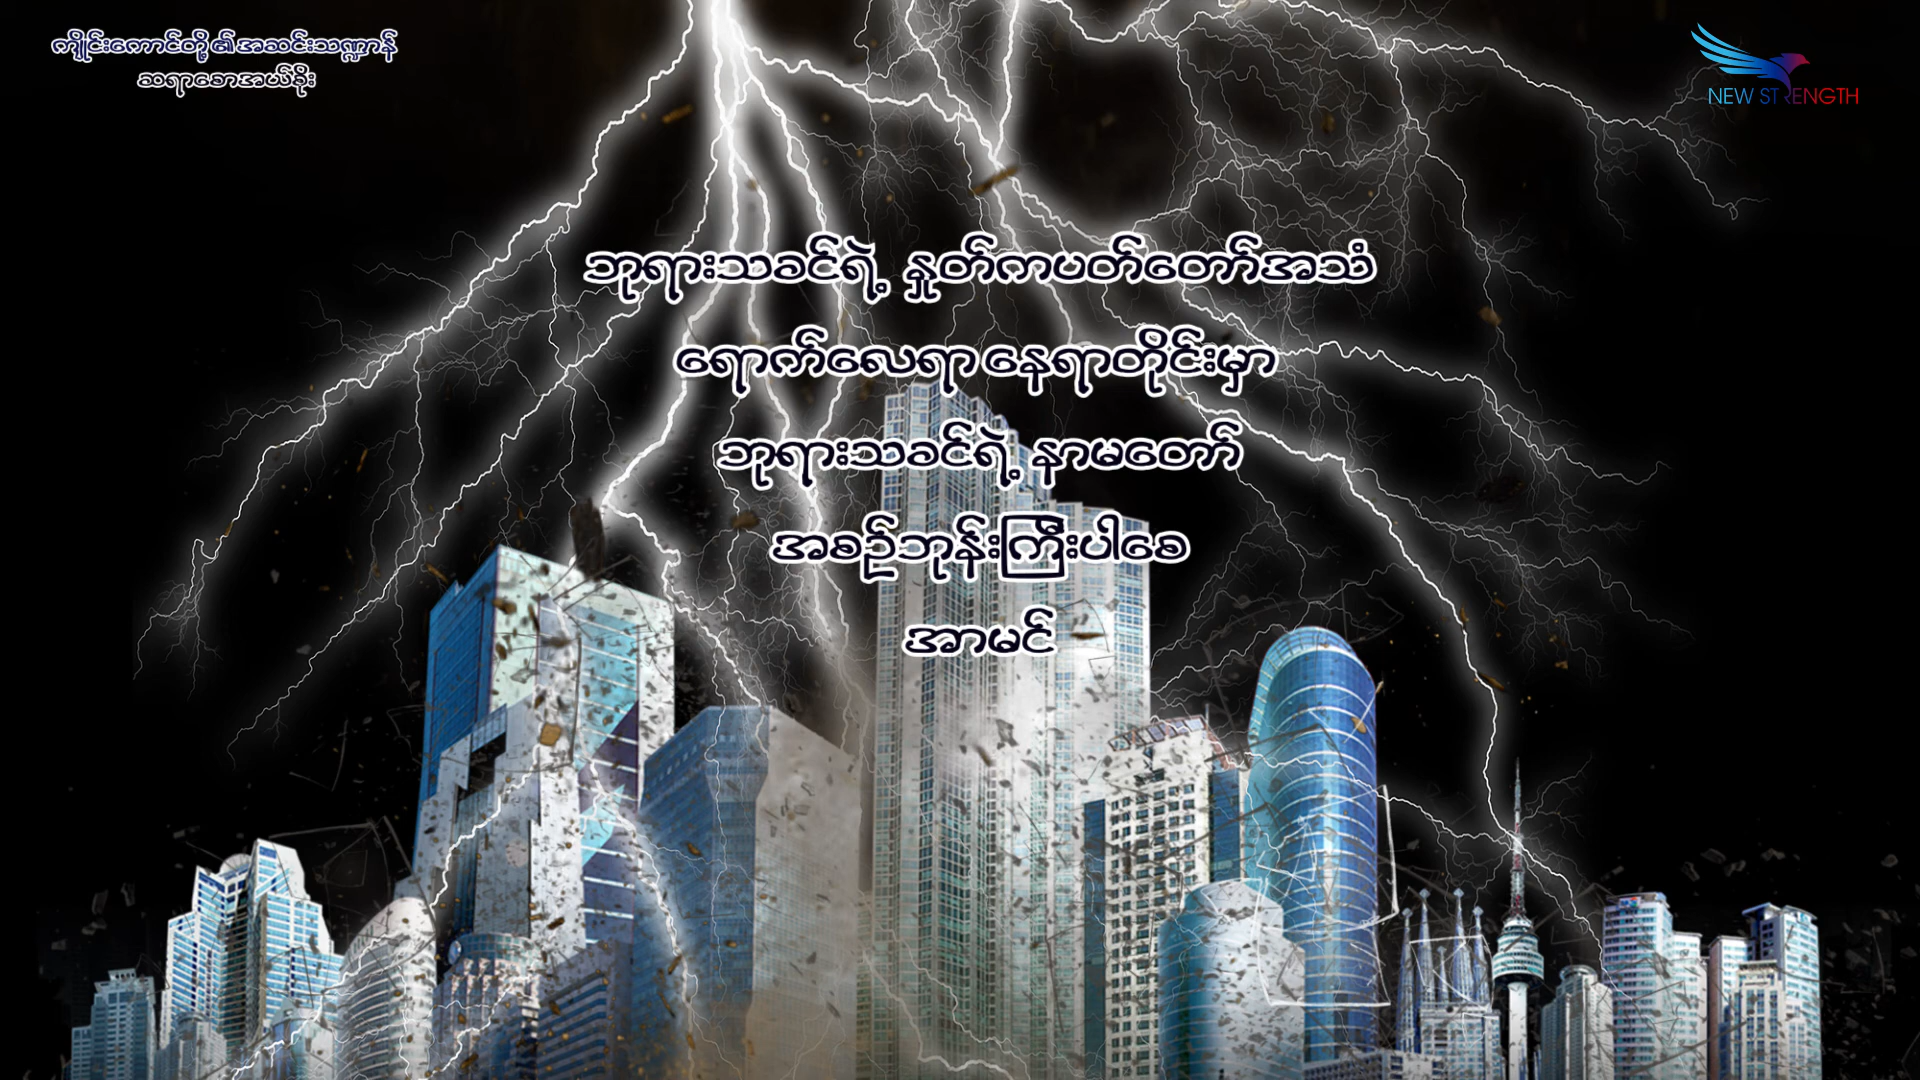 ကျိုင်းကောင်တို့၏အဆင်းသဏ္ဍာန်
ဆရာစောအယ်ခိုး
NEW STRENGTH
ဘုရားသခင်ရဲ့ နှုတ်ကပတ်တော်အသံ
ရောက်လေရာ နေရာတိုင်းမှာ
ဘုရားသခင်ရဲ့ နာမတော်
အစဉ်ဘုန်းကြီးပါစေ
အာမင်